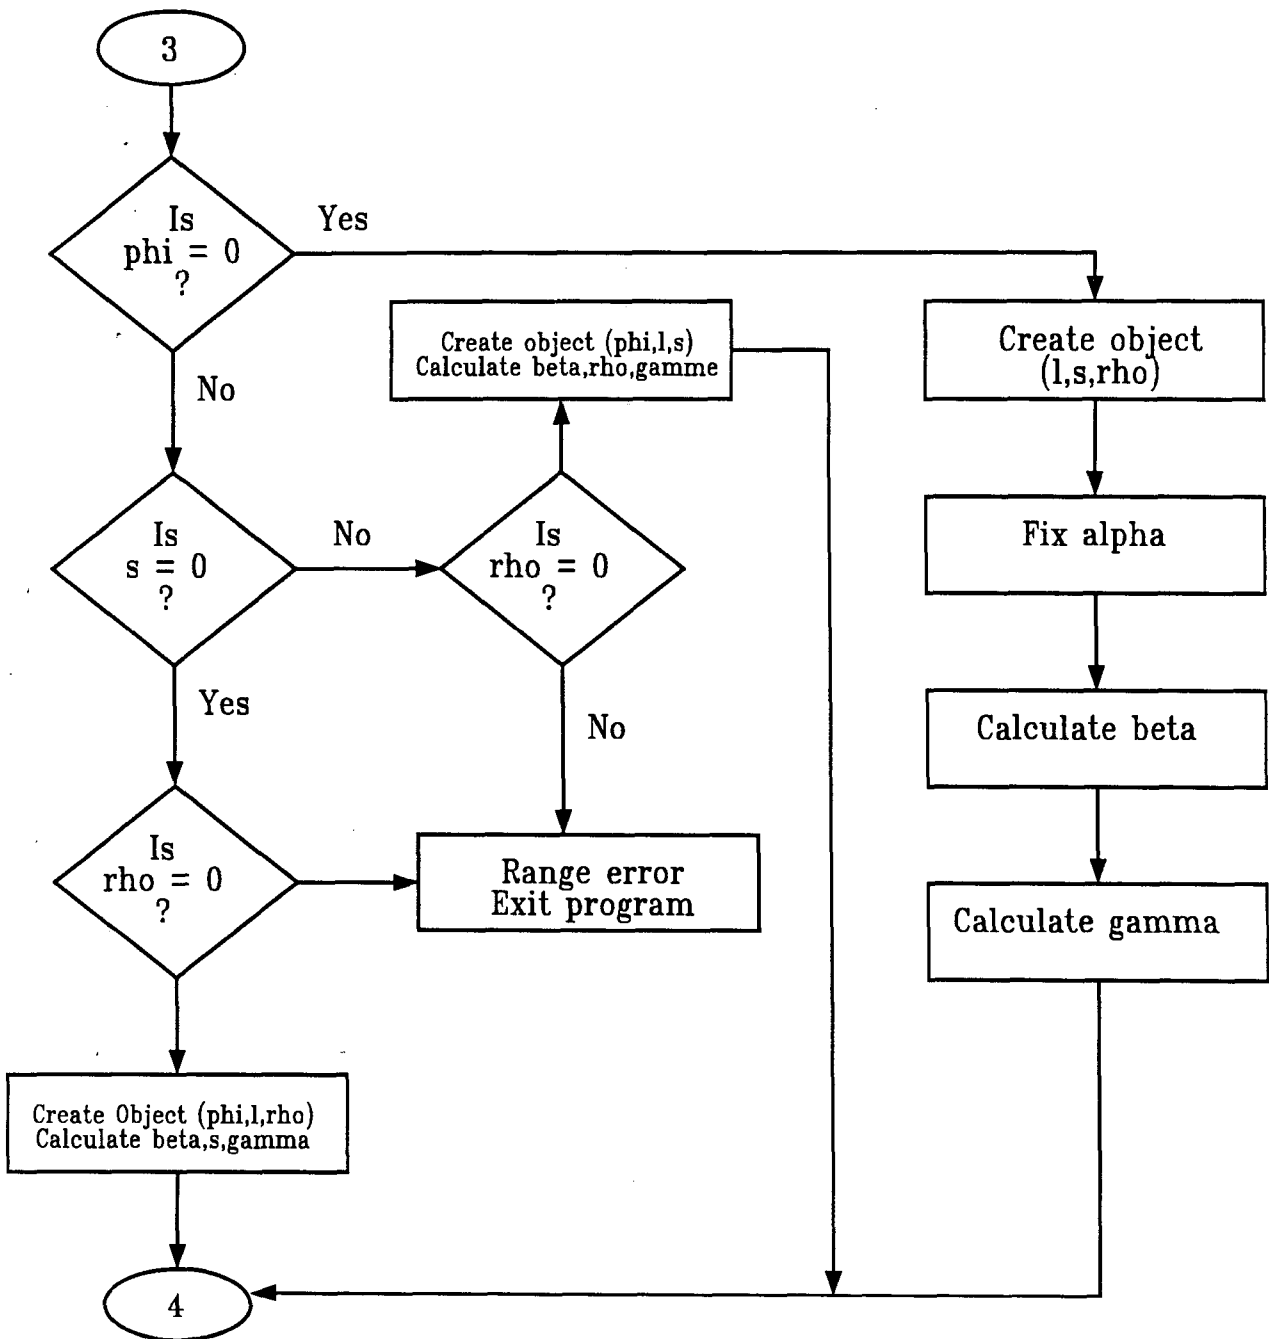 3
Is
phi = 0
?
Yes
No
Create object (phi,l,s)
Calculate beta,rho,gamme
Create object
(l,s,rho)
Is
s = 0
?
No
Is
rho = 0
?
Fix alpha
Yes
No
Calculate beta
Is
rho = 0
?
Range error
Exit program
Calculate gamma
Create Object (phi,l,rho)
Calculate beta,s,gamma
4